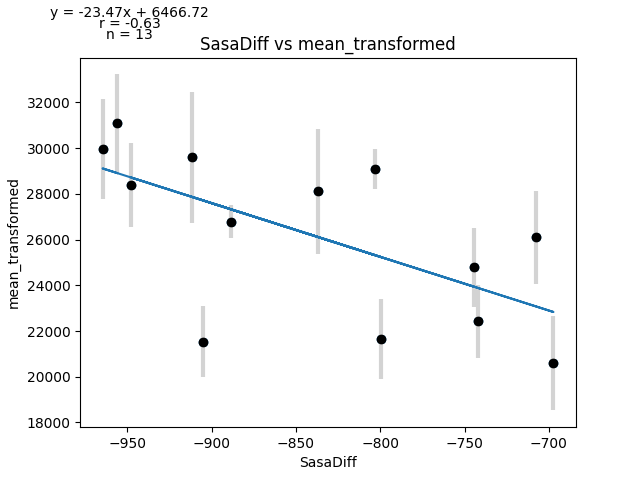 y = -23.47x + 6466.72
r = -0.63
n = 13
SasaDiff vs mean_transformed
mean_transformed
32000
30000
28000
26000
24000
22000
20000
18000
−950 −900 −850 −800 −750 −700
SasaDiff